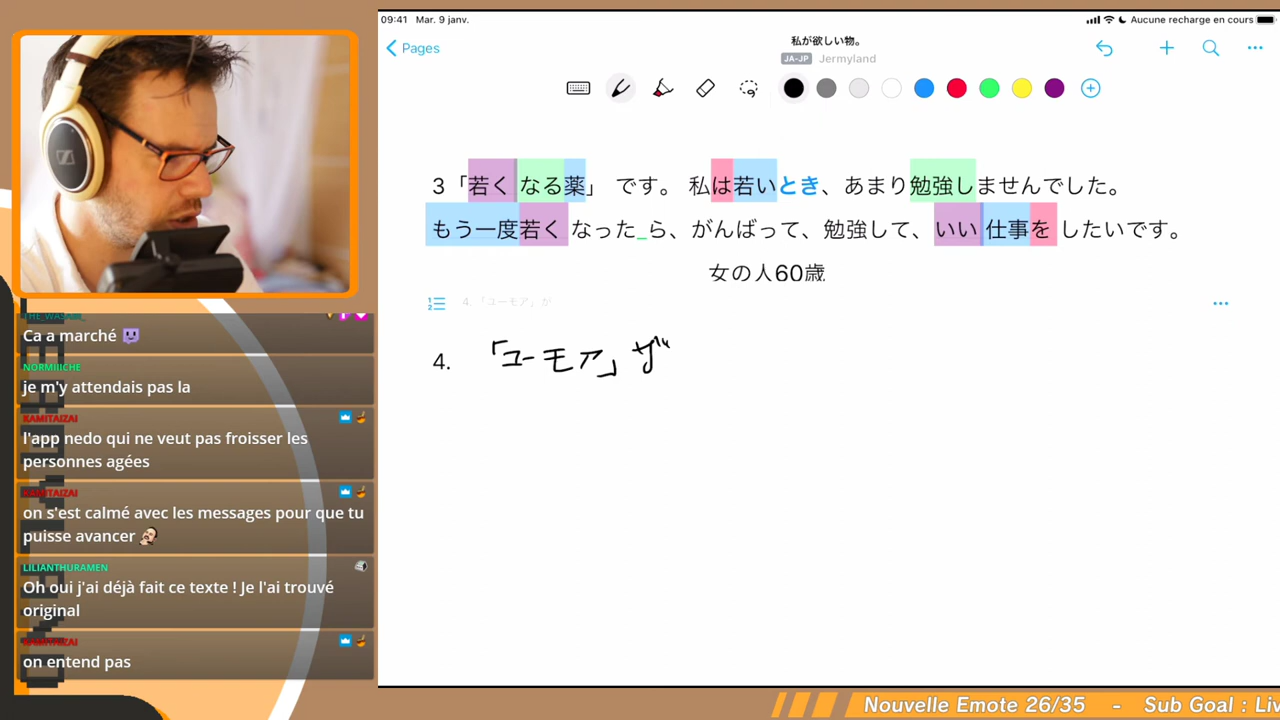 09:41 Mar. 9 janv.
Aucune recharge en cours
Pages
私が欲しい物。
JA-JP Jermyland
3「若く なる薬」 です。 私は若いとき、あまり勉強しませんでした。
もう一度若く なった_ら、がんばって、勉強して、いい 仕事を したいです。
女の人60歳
4. 「ユーモア」が
4. 「ユーモア」ザ
Ca a marché
NORMIIICHE
je m'y attendais pas la
KAMITAIZAI
l'app nedo qui ne veut pas froisser les
personnes agées
KAMITAIZAI
on s'est calmé avec les messages pour que tu
puisse avancer
LILIANTHURAMEN
Oh oui j'ai déjà fait ce texte ! Je l'ai trouvé
original
KAMITAIZAI
on entend pas
Nouvelle Emote 26/35 - Sub Goal : Li